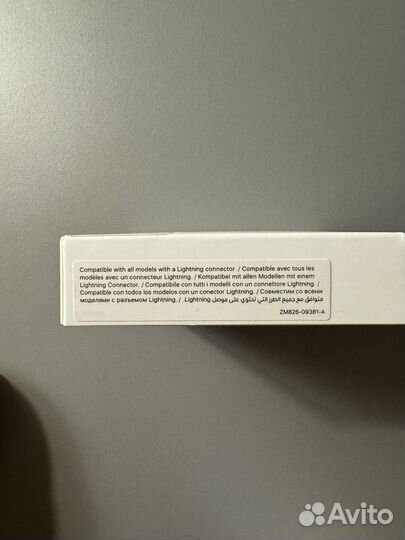 Compatible with all models with a Lightning connector. / Compatible avec tous les
modèles avec un connecteur Lightning. / Kompatibel mit allen Modellen mit einem
Lightning Connector. / Compatibile con tutti i modelli con un connettore Lightning. /
Compatible con todos los modelos con un conector Lightning. / Совместим со всеми
моделями с разъемом Lightning. / متوافق مع جميع الطرز التي تحتوي على موصل Lightning.
ZM826-09381-A
Avito